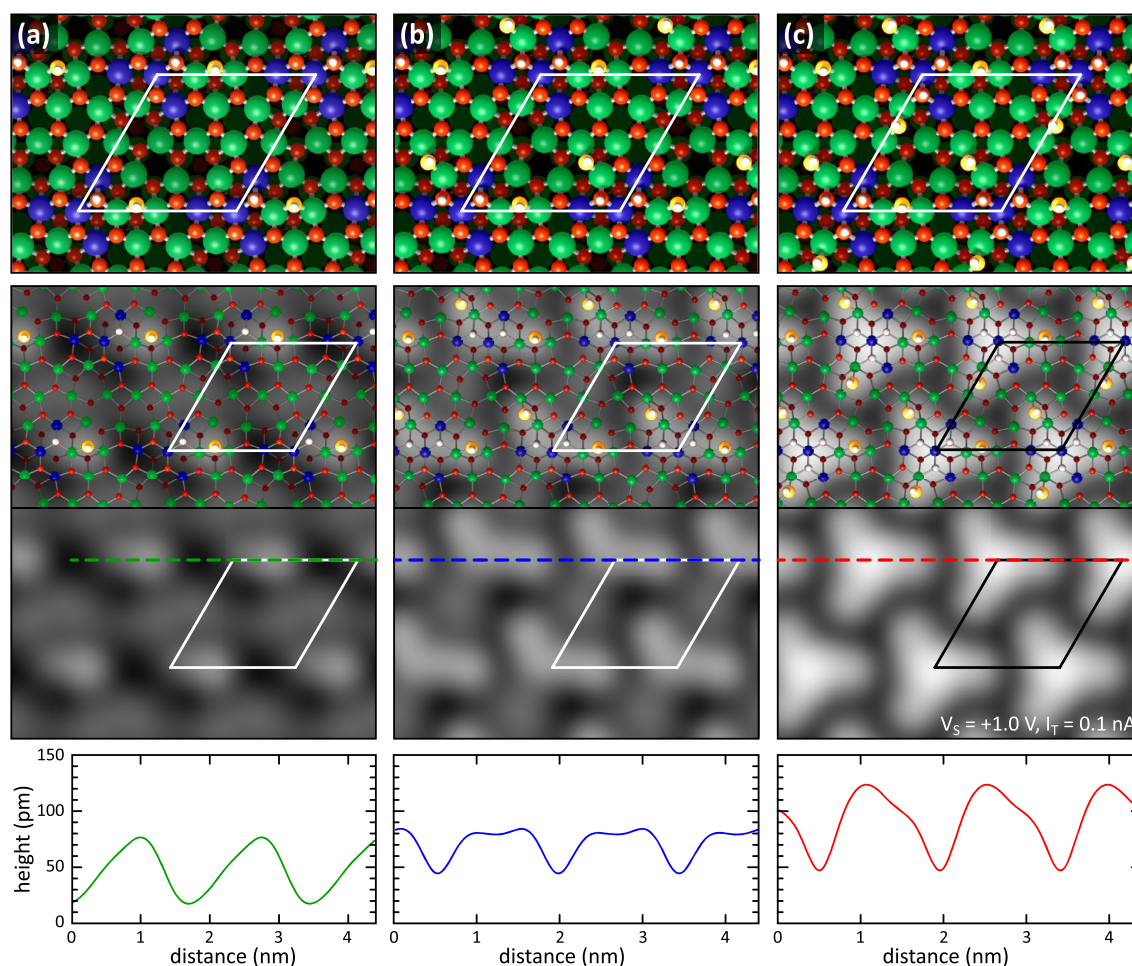 (a) (b) (c)
V_S = +1.0 V, I_T = 0.1 nA
150
100
50
0
height (pm)
0 1 2 3 4 0 1 2 3 4 0 1 2 3 4
distance (nm) distance (nm) distance (nm)